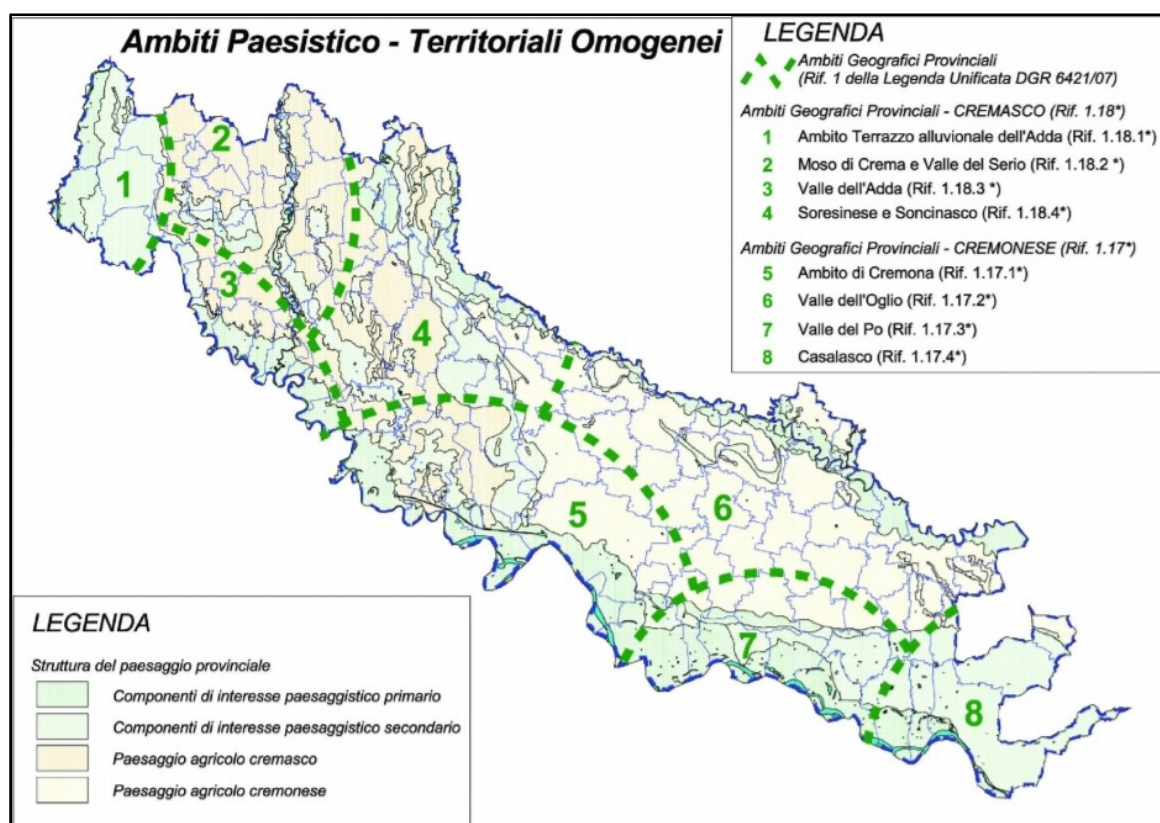 Ambiti Paesistico - Territoriali Omogenei
LEGENDA
Ambiti Geografici Provinciali
(Rif. 1 della Legenda Unificata DGR 6421/07)
Ambiti Geografici Provinciali - CREMASCO (Rif. 1.18*)
1 Ambito Terrazzo alluvionale dell'Adda (Rif. 1.18.1*)
2 Moso di Crema e Valle del Serio (Rif. 1.18.2 *)
3 Valle dell'Adda (Rif. 1.18.3 *)
4 Soresinese e Soncinasco (Rif. 1.18.4*)
Ambiti Geografici Provinciali - CREMONESE (Rif. 1.17*)
5 Ambito di Cremona (Rif. 1.17.1*)
6 Valle dell'Oglio (Rif. 1.17.2*)
7 Valle del Po (Rif. 1.17.3*)
8 Casalasco (Rif. 1.17.4*)
2
1
3
4
5
6
7
8
LEGENDA
Struttura del paesaggio provinciale
Componenti di interesse paesaggistico primario
Componenti di interesse paesaggistico secondario
Paesaggio agricolo cremasco
Paesaggio agricolo cremonese